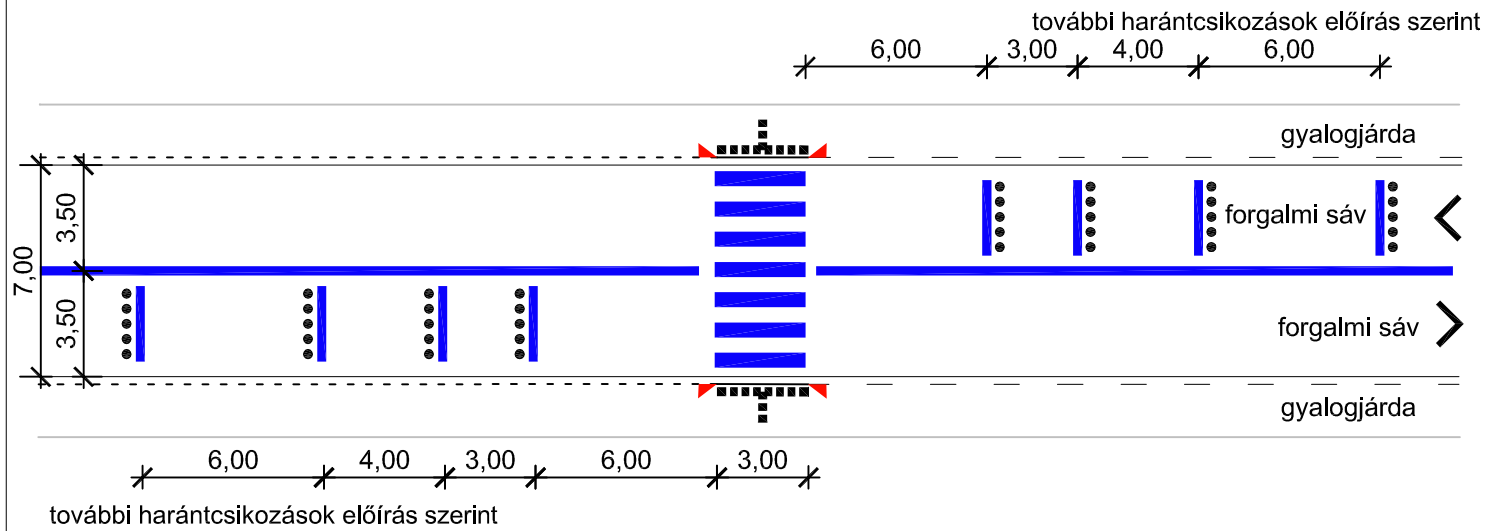 további harántcsikozások előírás szerint
6,00 3,00 4,00 6,00
gyalogjárda
3,50
forgalmi sáv
7,00
3,50
forgalmi sáv
gyalogjárda
6,00 4,00 3,00 6,00 3,00
további harántcsikozások előírás szerint